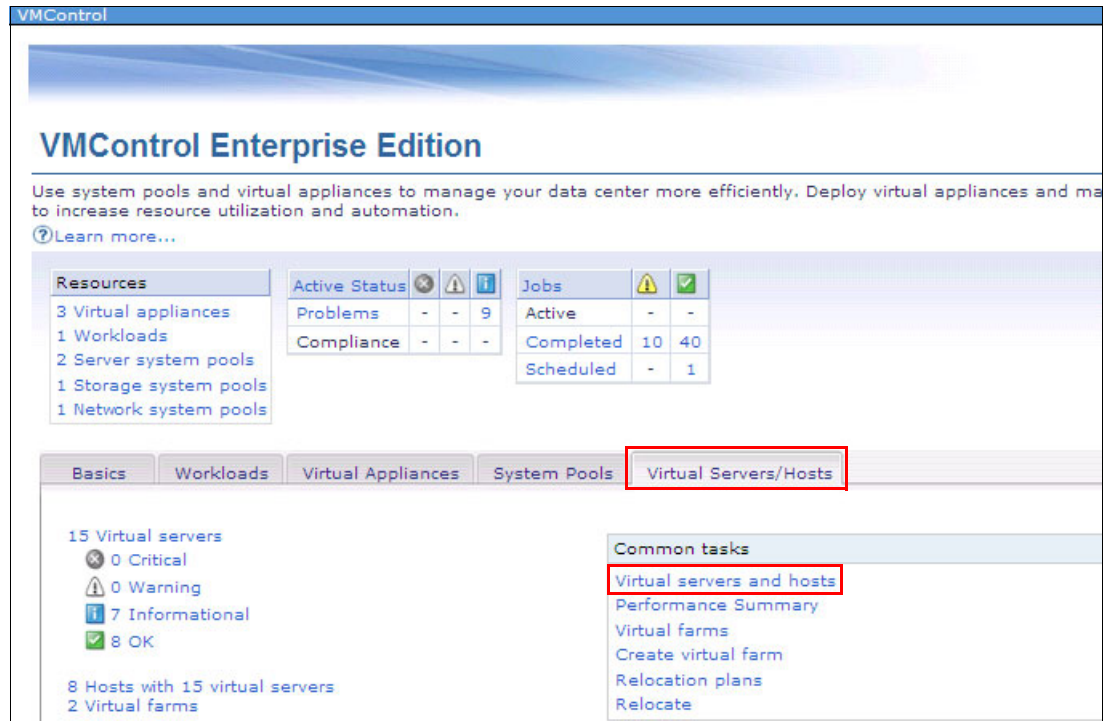 VMControl
VMControl Enterprise Edition
Use system pools and virtual appliances to manage your data center more efficiently. Deploy virtual appliances and ma
to increase resource utilization and automation.
Learn more...
Resources
3 Virtual appliances
1 Workloads
2 Server system pools
1 Storage system pools
1 Network system pools
Active Status
Problems - - 9
Compliance - - -
Jobs
Active - -
Completed 10 40
Scheduled - 1
Basics Workloads Virtual Appliances System Pools Virtual Servers/Hosts
15 Virtual servers
0 Critical
0 Warning
7 Informational
8 OK
8 Hosts with 15 virtual servers
2 Virtual farms
Common tasks
Virtual servers and hosts
Performance Summary
Virtual farms
Create virtual farm
Relocation plans
Relocate